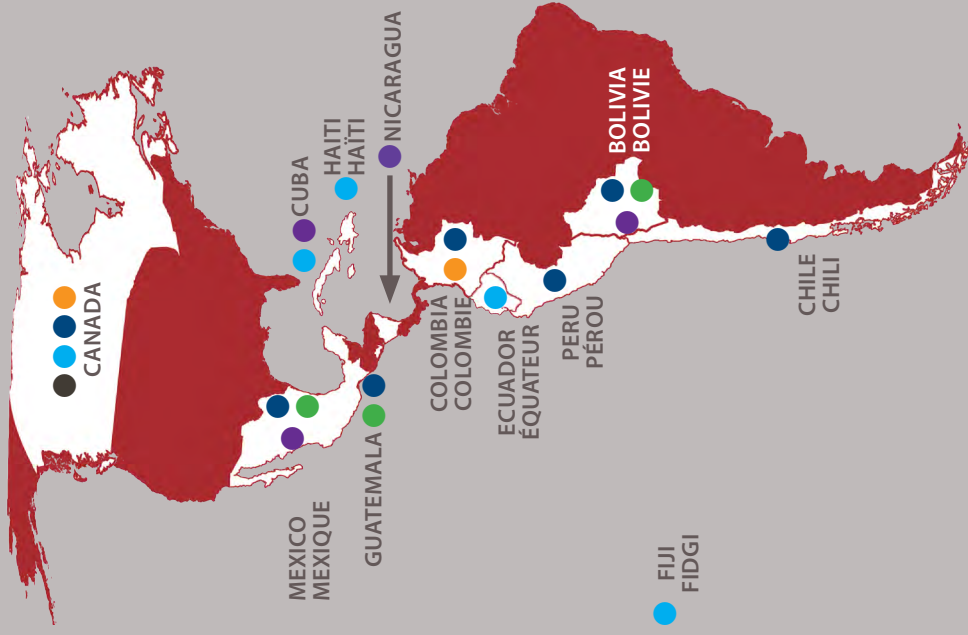 CANADA
CUBA
HAITI
HAÏTI
NICARAGUA
MEXICO
MEXIQUE
GUATEMALA
COLOMBIA
COLOMBIE
ECUADOR
ÉQUATEUR
PERU
PÉROU
BOLIVIA
BOLIVIE
CHILE
CHILI
FIJI
FIDGI